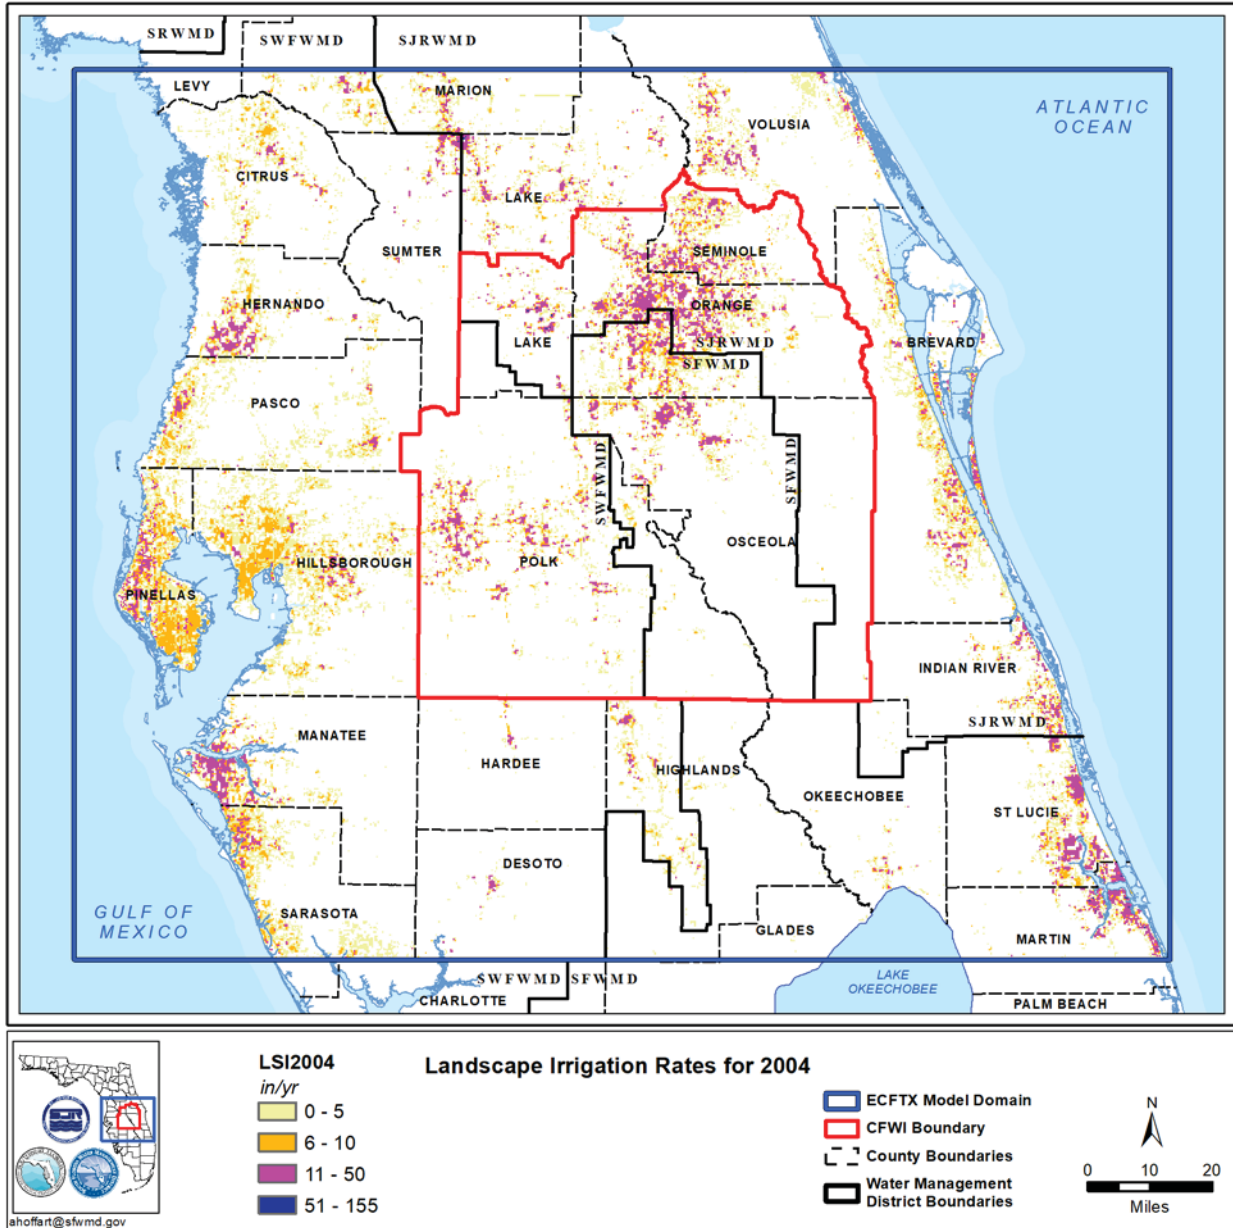 SRWMD
SWFWMD
SJRWMD
LEVY
MARION
VOLUSIA
ATLANTIC
OCEAN
CITRUS
LAKE
SUMTER
SEMINOLE
HERNANDO
ORANGE
LAKE
SJRWMD
BREVARD
SFWMD
PASCO
SWFWMD
SFWMD
OSCEOLA
HILLSBOROUGH
POLK
PINELLAS
INDIAN RIVER
SJRWMD
MANATEE
HARDEE
HIGHLANDS
OKEECHOBEE
ST LUCIE
DESOTO
GULF OF
MEXICO
SARASOTA
GLADES
MARTIN
LAKE
OKEECHOBEE
SWFWMD
SFWMD
CHARLOTTE
PALM BEACH
LSI2004
in/yr
0 - 5
6 - 10
11 - 50
51 - 155
Landscape Irrigation Rates for 2004
ECFTX Model Domain
CFWI Boundary
County Boundaries
Water Management
District Boundaries
N
0 10 20
Miles
SJR
ahoffart@sfwmd.gov